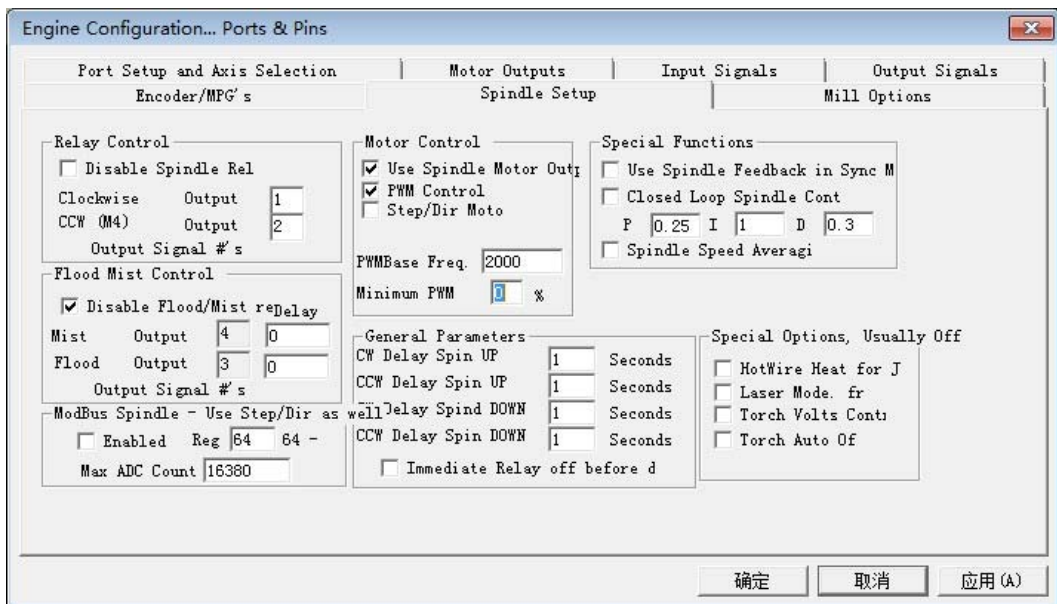 Engine Configuration... Ports & Pins
Port Setup and Axis Selection
Motor Outputs
Input Signals
Output Signals
Encoder/MPG's
Spindle Setup
Mill Options
Relay Control
Disable Spindle Rel
Clockwise Output 1
CCW (M4) Output 2
Output Signal #'s
Flood Mist Control
Disable Flood/Mist re Delay
Mist Output 4 0
Flood Output 3 0
Output Signal #'s
ModBus Spindle - Use Step/Dir as well
Enabled Reg 64 64 -
Max ADC Count 16380
Motor Control
Use Spindle Motor Outp
PWM Control
Step/Dir Moto
PWMBase Freq. 2000
Minimum PWM 0 %
General Parameters
CW Delay Spin UP 1 Seconds
CCW Delay Spin UP 1 Seconds
Delay Spind DOWN 1 Seconds
CCW Delay Spin DOWN 1 Seconds
Immediate Relay off before d
Special Functions
Use Spindle Feedback in Sync M
Closed Loop Spindle Cont
P 0.25 I 1 D 0.3
Spindle Speed Averagi
Special Options, Usually Off
HotWire Heat for J
Laser Mode. fr
Torch Volts Conti
Torch Auto Of
确定
取消
应用(A)